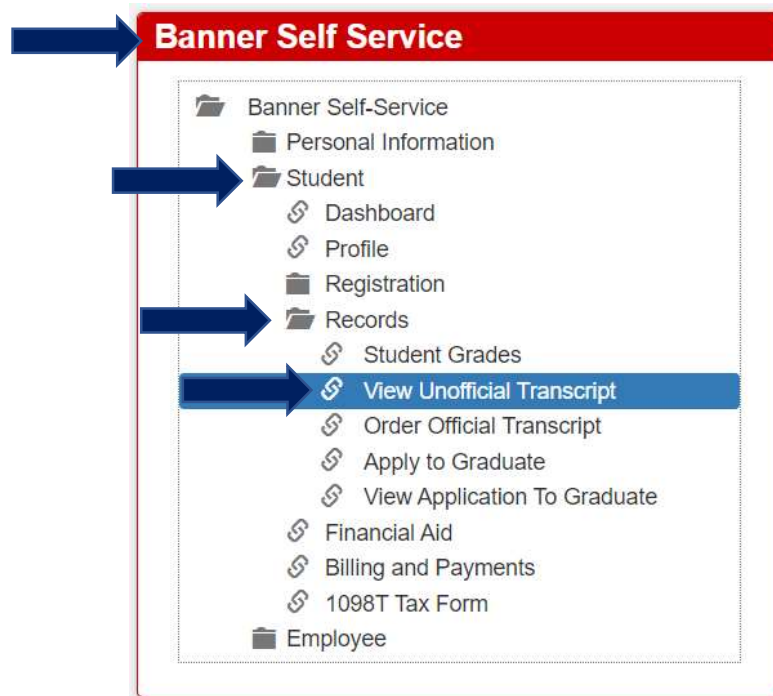 Banner Self Service
Banner Self-Service
Personal Information
Student
Dashboard
Profile
Registration
Records
Student Grades
View Unofficial Transcript
Order Official Transcript
Apply to Graduate
View Application To Graduate
Financial Aid
Billing and Payments
1098T Tax Form
Employee